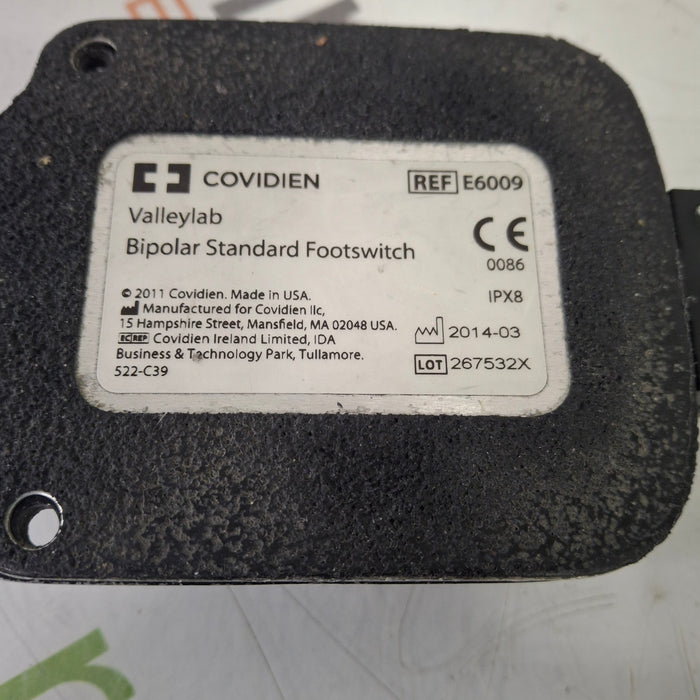 COVIDIEN
REF E6009
Valleylab
Bipolar Standard Footswitch
CE
0086
IPX8
© 2011 Covidien. Made in USA.
Manufactured for Covidien llc,
15 Hampshire Street, Mansfield, MA 02048 USA.
EC REP Covidien Ireland Limited, IDA
Business & Technology Park, Tullamore.
522-C39
2014-03
LOT 267532X